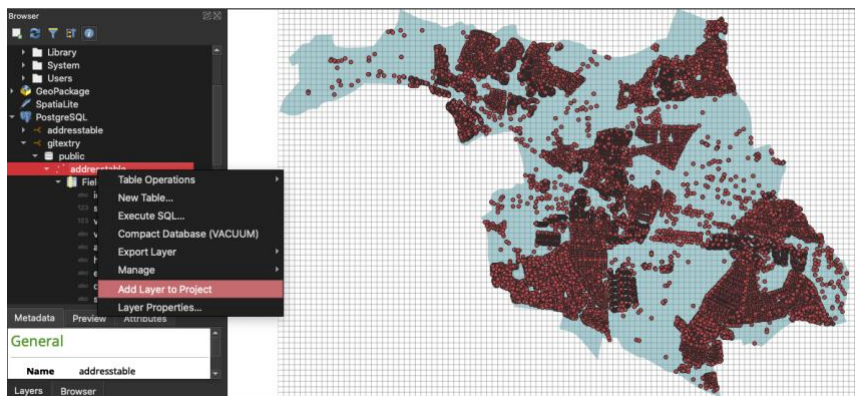 Browser
Library
System
Users
GeoPackage
SpatiaLite
PostgreSQL
addresstable
gitextry
public
addresstable
Table Operations
New Table...
Execute SQL...
Compact Database (VACUUM)
Export Layer
Manage
Add Layer to Project
Layer Properties...
Metadata Preview Attributes
General
Name addresstable
Layers Browser